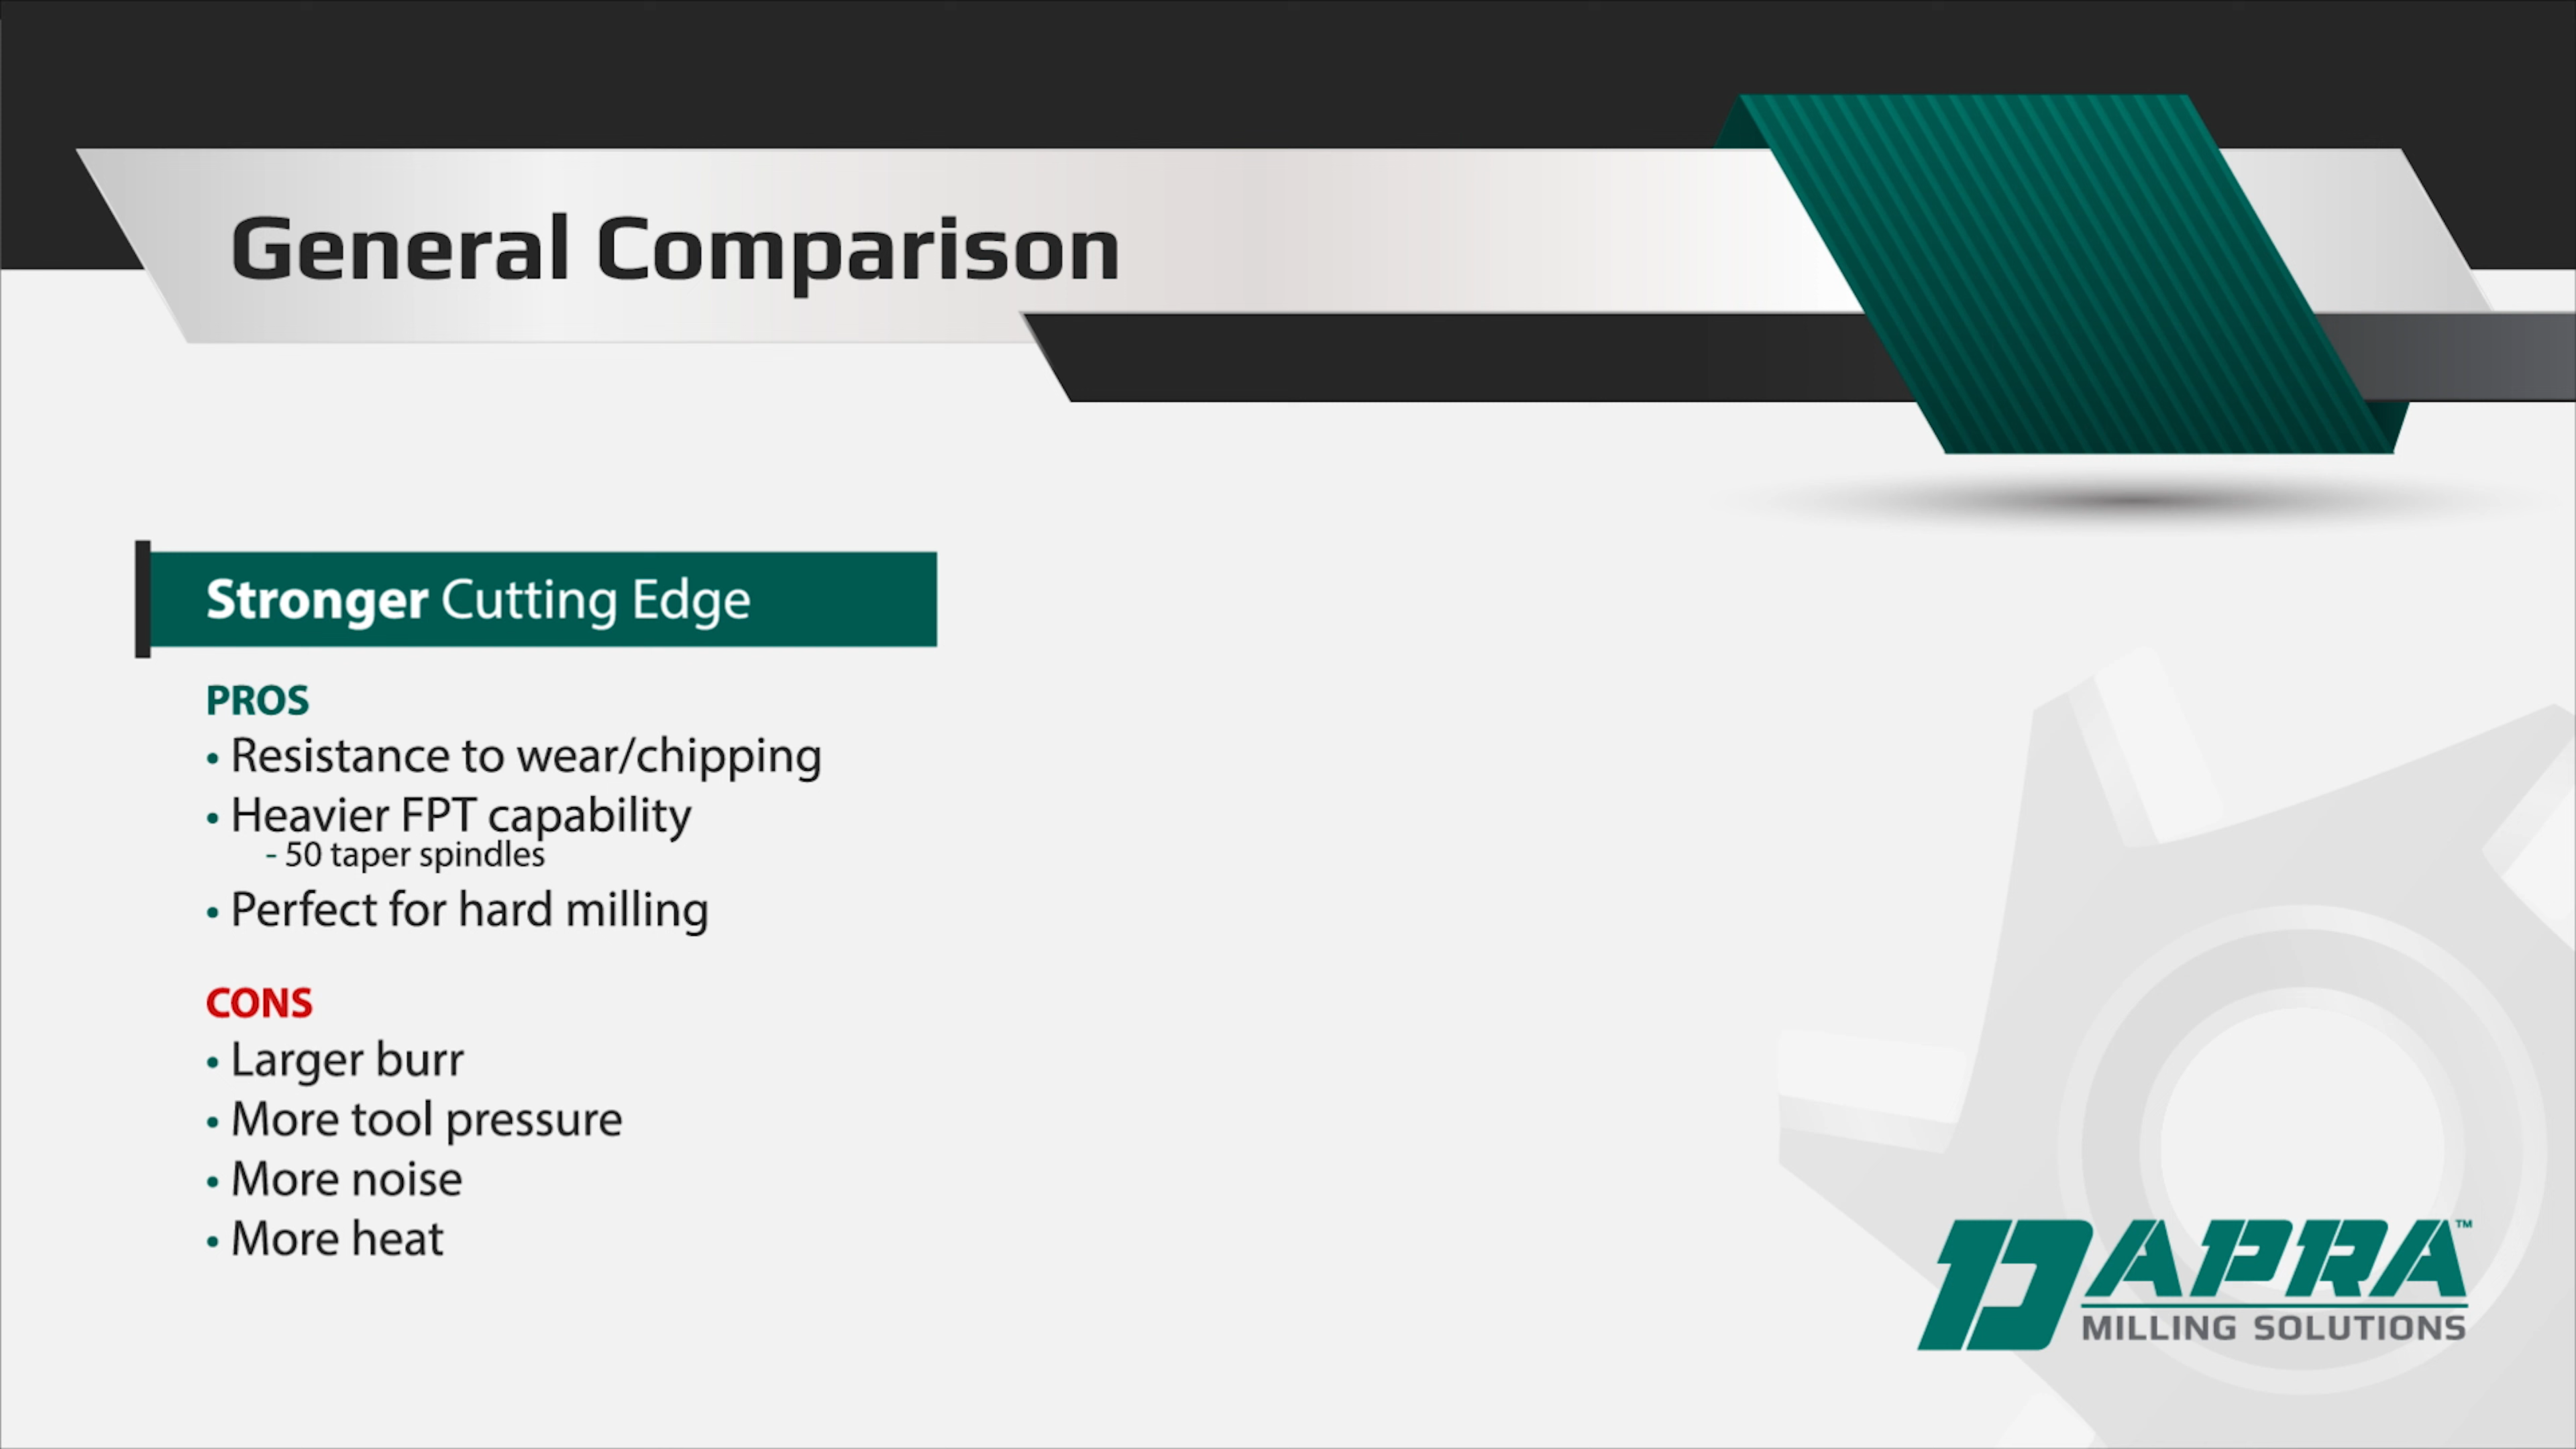 General Comparison
Stronger Cutting Edge
PROS
• Resistance to wear/chipping
• Heavier FPT capability
- 50 taper spindles
• Perfect for hard milling
CONS
• Larger burr
• More tool pressure
• More noise
• More heat
DAPRA™
MILLING SOLUTIONS